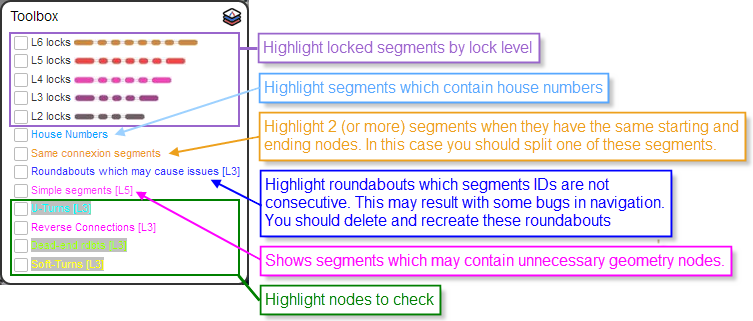 Toolbox
L6 locks
L5 locks
L4 locks
L3 locks
L2 locks
House Numbers
Same connexion segments
Roundabouts which may cause issues [L3]
Simple segments [L5]
U-Turns [L3]
Reverse Connections [L3]
[L3]
Soft-Turns [L3]
Highlight locked segments by lock level
Highlight segments which contain house numbers
Highlight 2 (or more) segments when they have the same starting and
ending nodes. In this case you should split one of these segments.
Highlight roundabouts which segments IDs are not
consecutive. This may result with some bugs in navigation.
You should delete and recreate these roundabouts
Shows segments which may contain unnecessary geometry nodes.
Highlight nodes to check